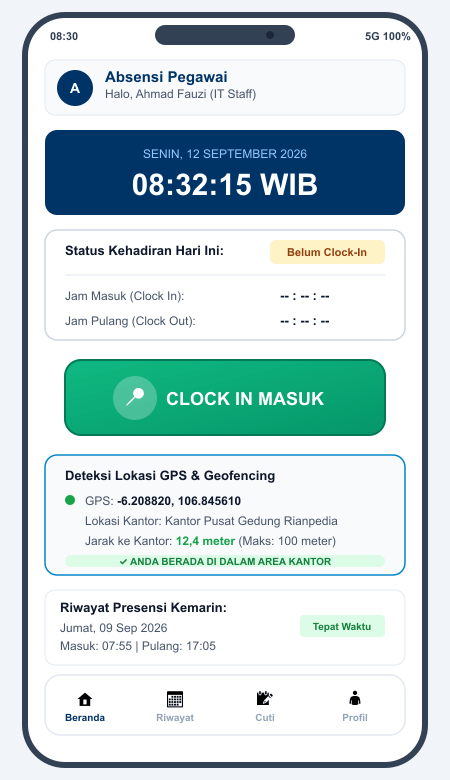 08:30
5G 100%
A
Absensi Pegawai
Halo, Ahmad Fauzi (IT Staff)
SENIN, 12 SEPTEMBER 2026
08:32:15 WIB
Status Kehadiran Hari Ini:
Belum Clock-In
Jam Masuk (Clock In): -- : -- : --
Jam Pulang (Clock Out): -- : -- : --
CLOCK IN MASUK
Deteksi Lokasi GPS & Geofencing
GPS: -6.208820, 106.845610
Lokasi Kantor: Kantor Pusat Gedung Rianpedia
Jarak ke Kantor: 12,4 meter (Maks: 100 meter)
✓ ANDA BERADA DI DALAM AREA KANTOR
Riwayat Presensi Kemarin:
Jumat, 09 Sep 2026
Masuk: 07:55 | Pulang: 17:05
Tepat Waktu
Beranda
Riwayat
Cuti
Profil